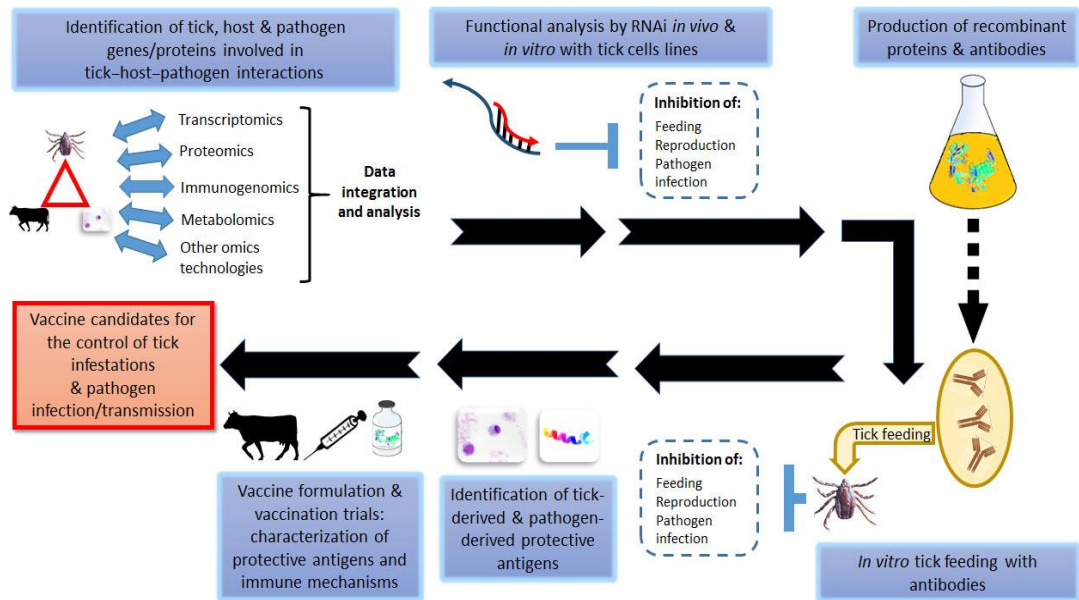 Identification of tick, host & pathogen
genes/proteins involved in
tick–host–pathogen interactions
Functional analysis by RNAi in vivo &
in vitro with tick cells lines
Production of recombinant
proteins & antibodies
Transcriptomics
Proteomics
Immunogenomics
Metabolomics
Other omics
technologies
Data
integration
and analysis
Inhibition of:
Feeding
Reproduction
Pathogen
infection
Vaccine candidates for
the control of tick
infestations
& pathogen
infection/transmission
Tick feeding
Inhibition of:
Feeding
Reproduction
Pathogen
infection
Vaccine formulation &
vaccination trials:
characterization of
protective antigens and
immune mechanisms
Identification of tick-
derived & pathogen-
derived protective
antigens
In vitro tick feeding with
antibodies